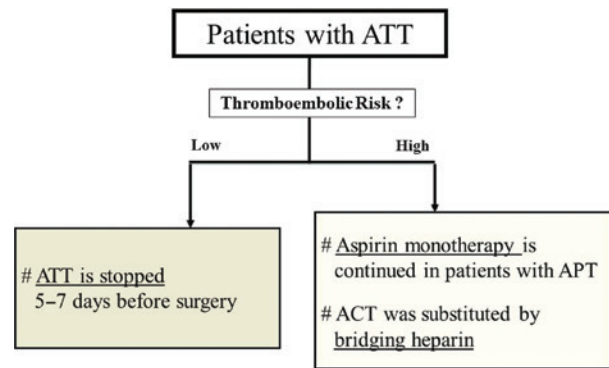 Patients with ATT
Thromboembolic Risk ?
Low
High
# ATT is stopped
5–7 days before surgery
# Aspirin monotherapy is
continued in patients with APT
# ACT was substituted by
bridging heparin